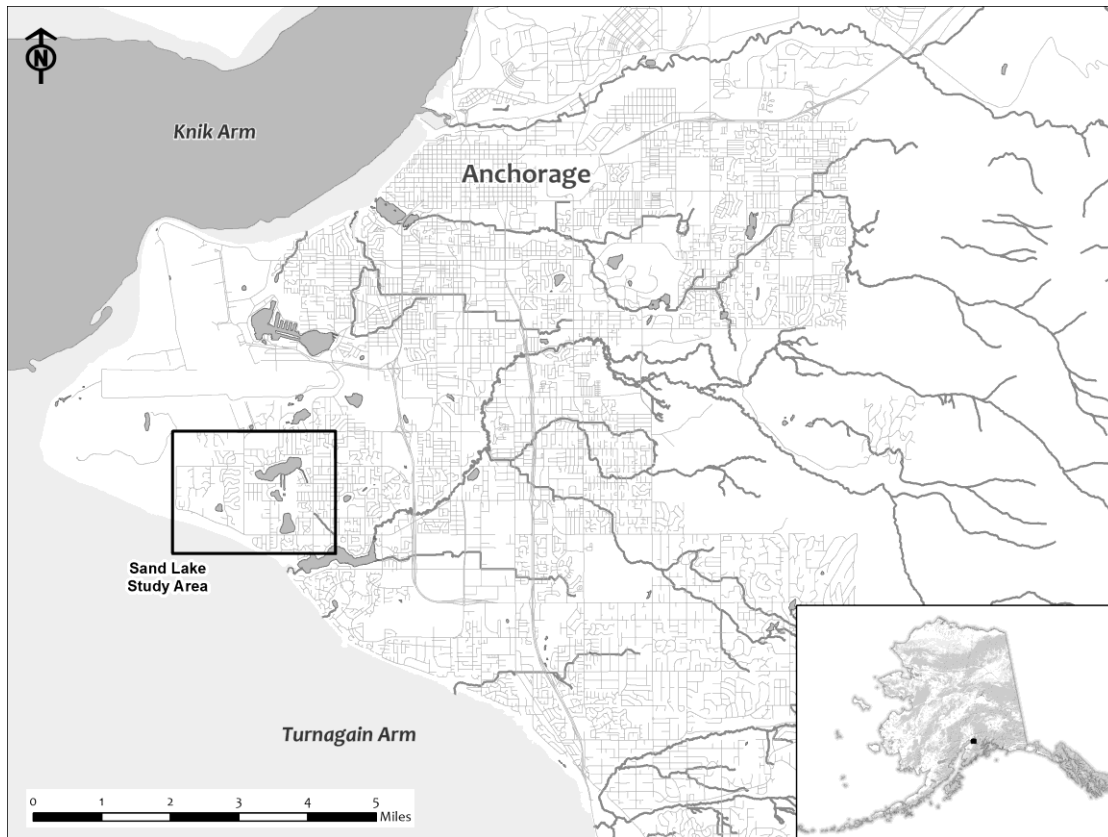 N
Knik Arm
Anchorage
Sand Lake
Study Area
Turnagain Arm
0 1 2 3 4 5
Miles